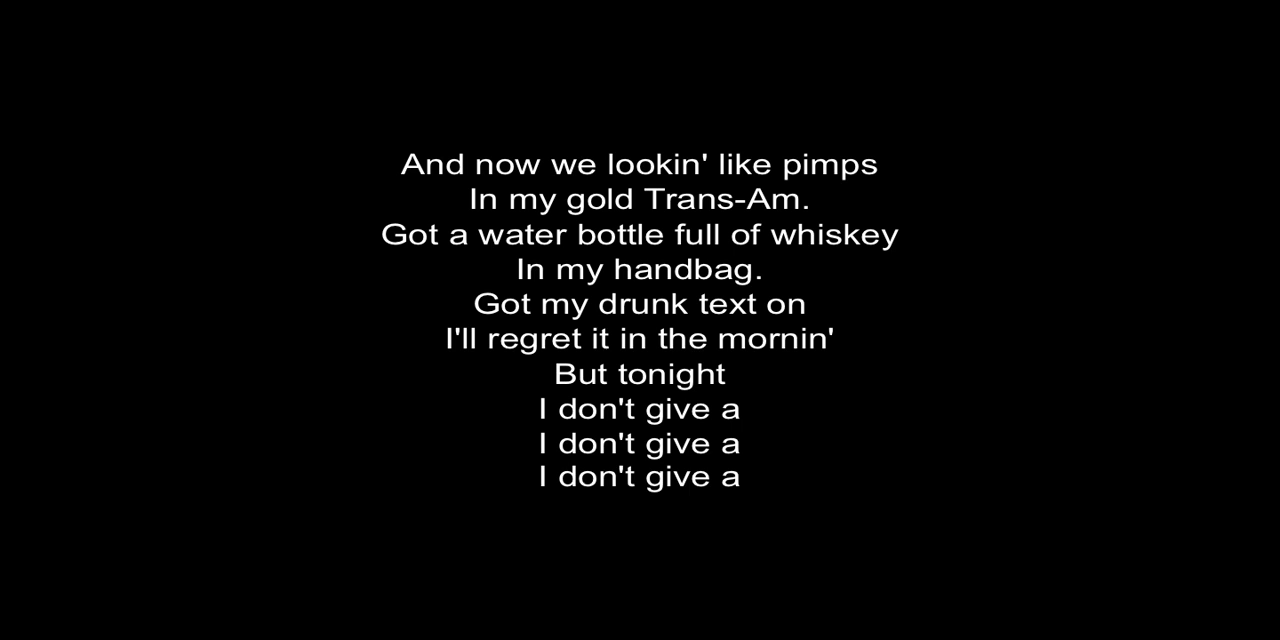 And now we lookin' like pimps
In my gold Trans-Am.
Got a water bottle full of whiskey
In my handbag.
Got my drunk text on
I'll regret it in the mornin'
But tonight
I don't give a
I don't give a
I don't give a